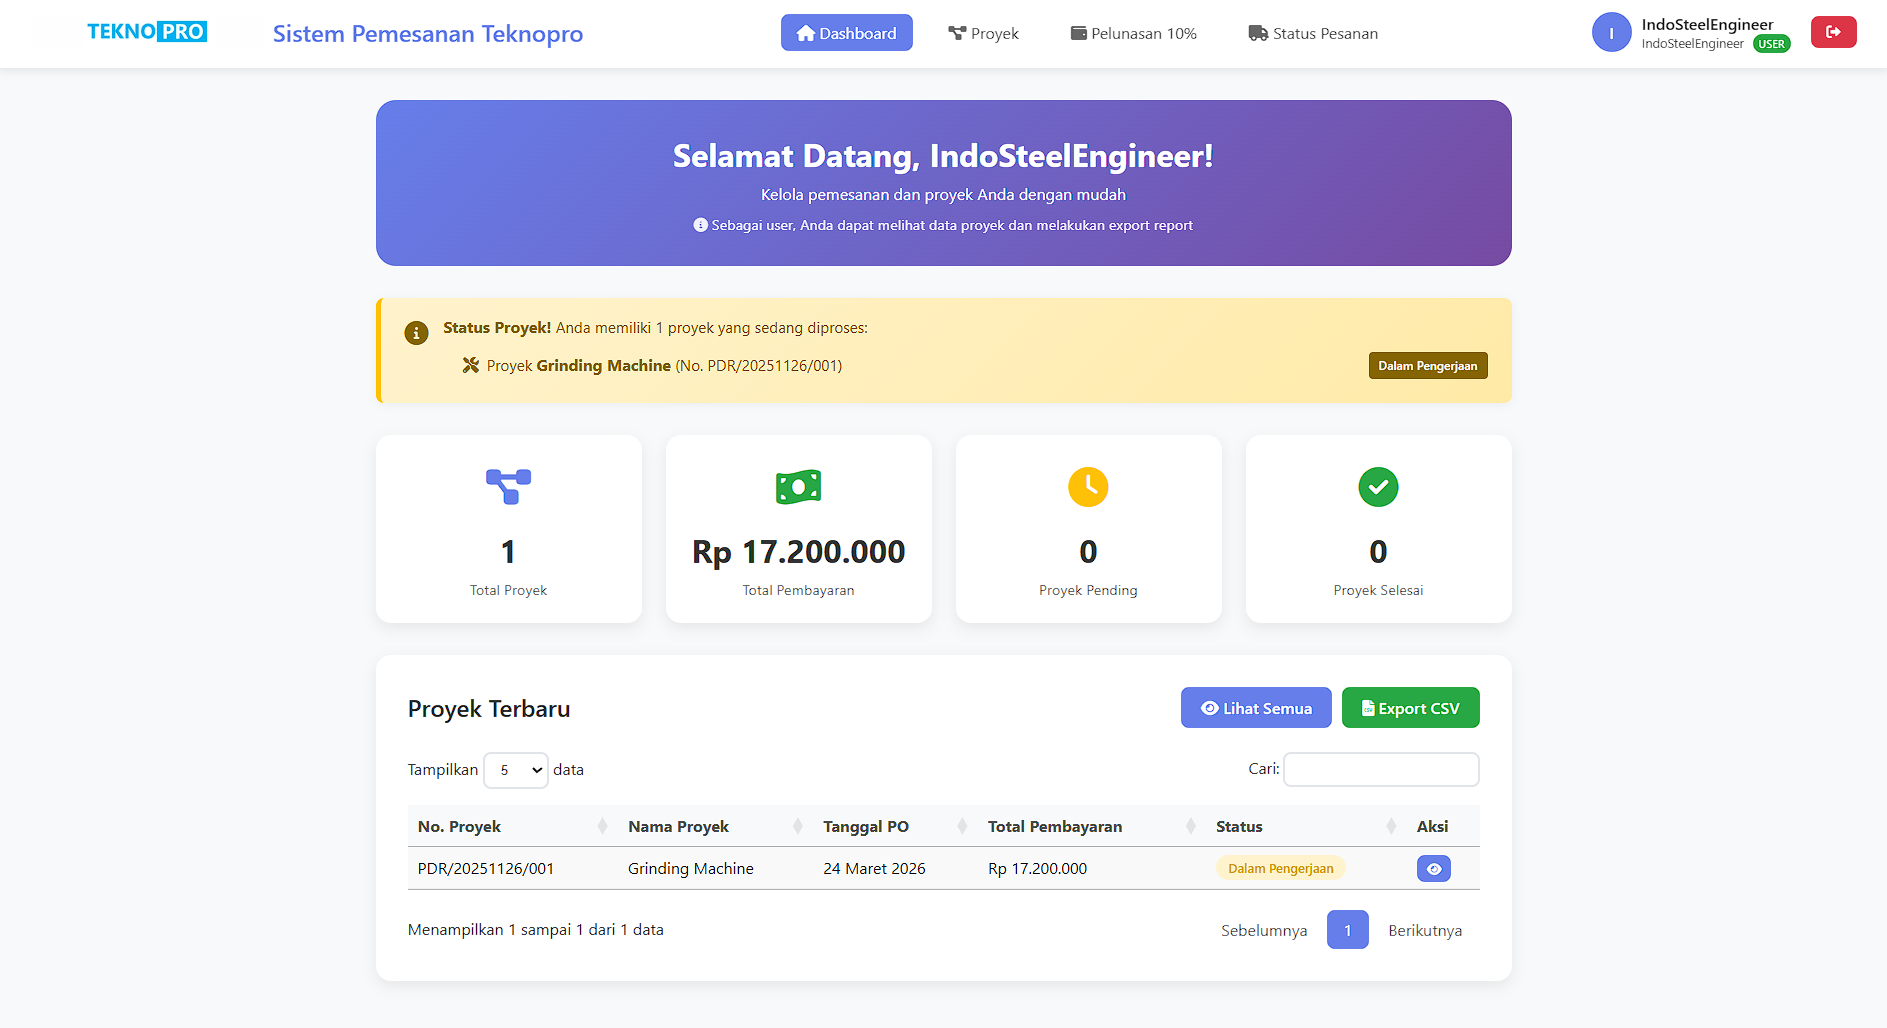 TEKNOPRO
Sistem Pemesanan Teknopro
Dashboard
Proyek
Pelunasan 10%
Status Pesanan
I
IndoSteelEngineer
IndoSteelEngineer USER
Selamat Datang, IndoSteelEngineer!
Kelola pemesanan dan proyek Anda dengan mudah
Sebagai user, Anda dapat melihat data proyek dan melakukan export report
Status Proyek! Anda memiliki 1 proyek yang sedang diproses:
Proyek Grinding Machine (No. PDR/20251126/001)
Dalam Pengerjaan
1
Total Proyek
Rp 17.200.000
Total Pembayaran
0
Proyek Pending
0
Proyek Selesai
Proyek Terbaru
Lihat Semua
Export CSV
Tampilkan 5 data
Cari:
No. Proyek Nama Proyek Tanggal PO Total Pembayaran Status Aksi
PDR/20251126/001 Grinding Machine 24 Maret 2026 Rp 17.200.000 Dalam Pengerjaan
Menampilkan 1 sampai 1 dari 1 data
Sebelumnya 1 Berikutnya